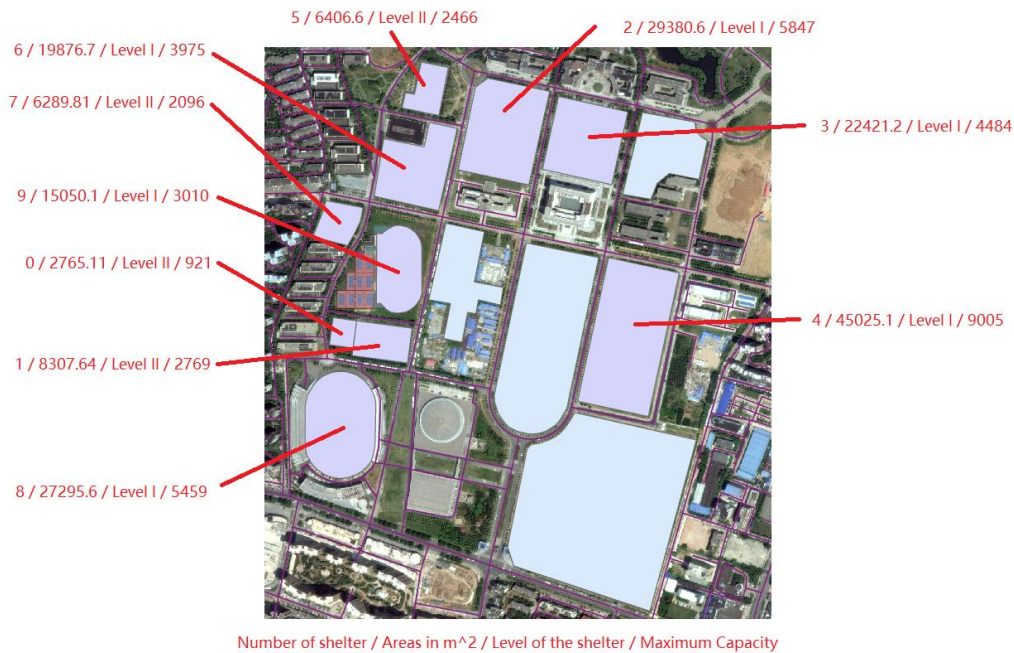 5 / 6406.6 / Level II / 2466
2 / 29380.6 / Level I / 5847
6 / 19876.7 / Level I / 3975
7 / 6289.81 / Level II / 2096
3 / 22421.2 / Level I / 4484
9 / 15050.1 / Level I / 3010
0 / 2765.11 / Level II / 921
4 / 45025.1 / Level I / 9005
1 / 8307.64 / Level II / 2769
8 / 27295.6 / Level I / 5459
Number of shelter / Areas in m^2 / Level of the shelter / Maximum Capacity